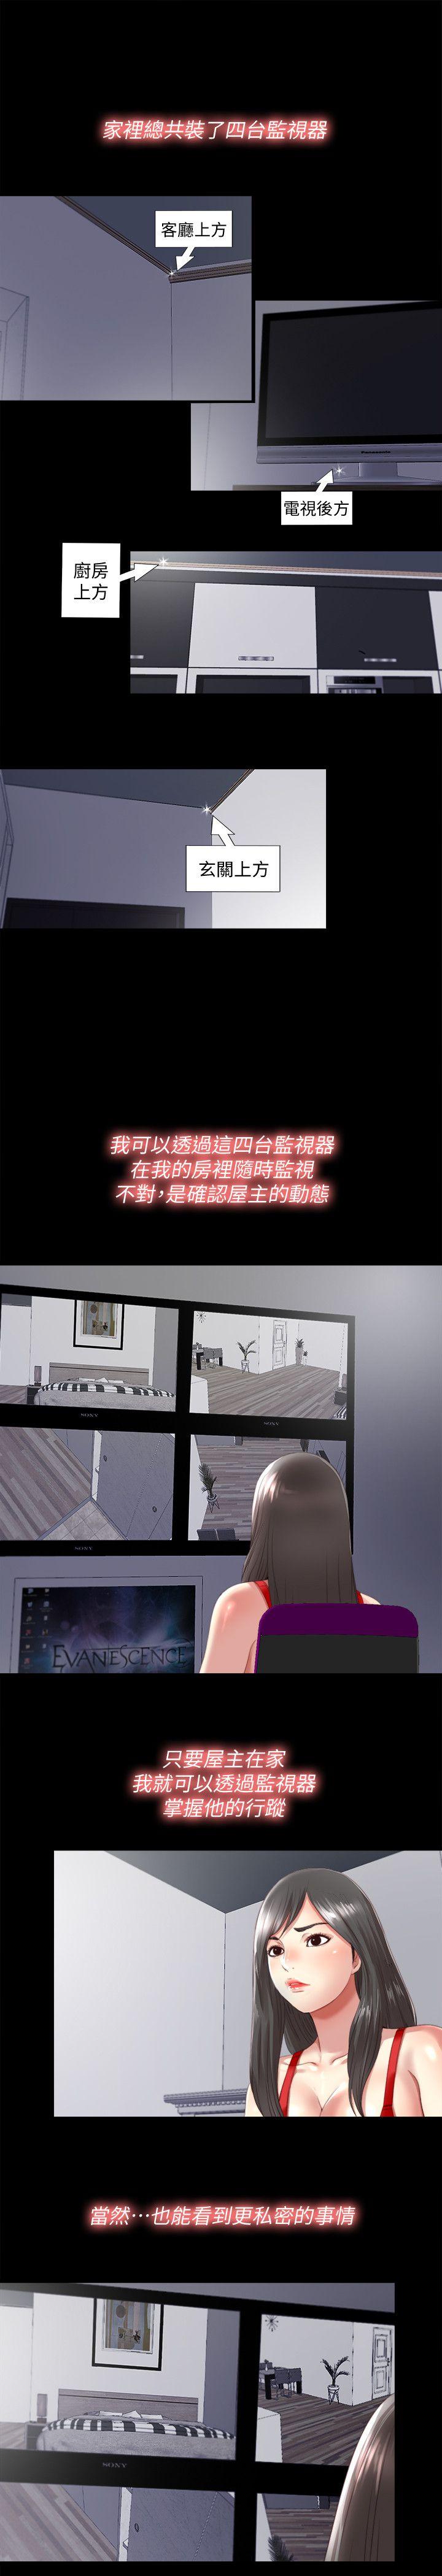 家裡總共裝了四台監視器
客廳上方
Panasonic
電視後方
廚房
上方
玄關上方
我可以透過這四台監視器
在我的房裡隨時監視
不對，是確認屋主的動態
SONY
SONY
SONY
EVANESCENCE
只要屋主在家
我就可以透過監視器
掌握他的行蹤
當然⋯也能看到更私密的事情
SONY